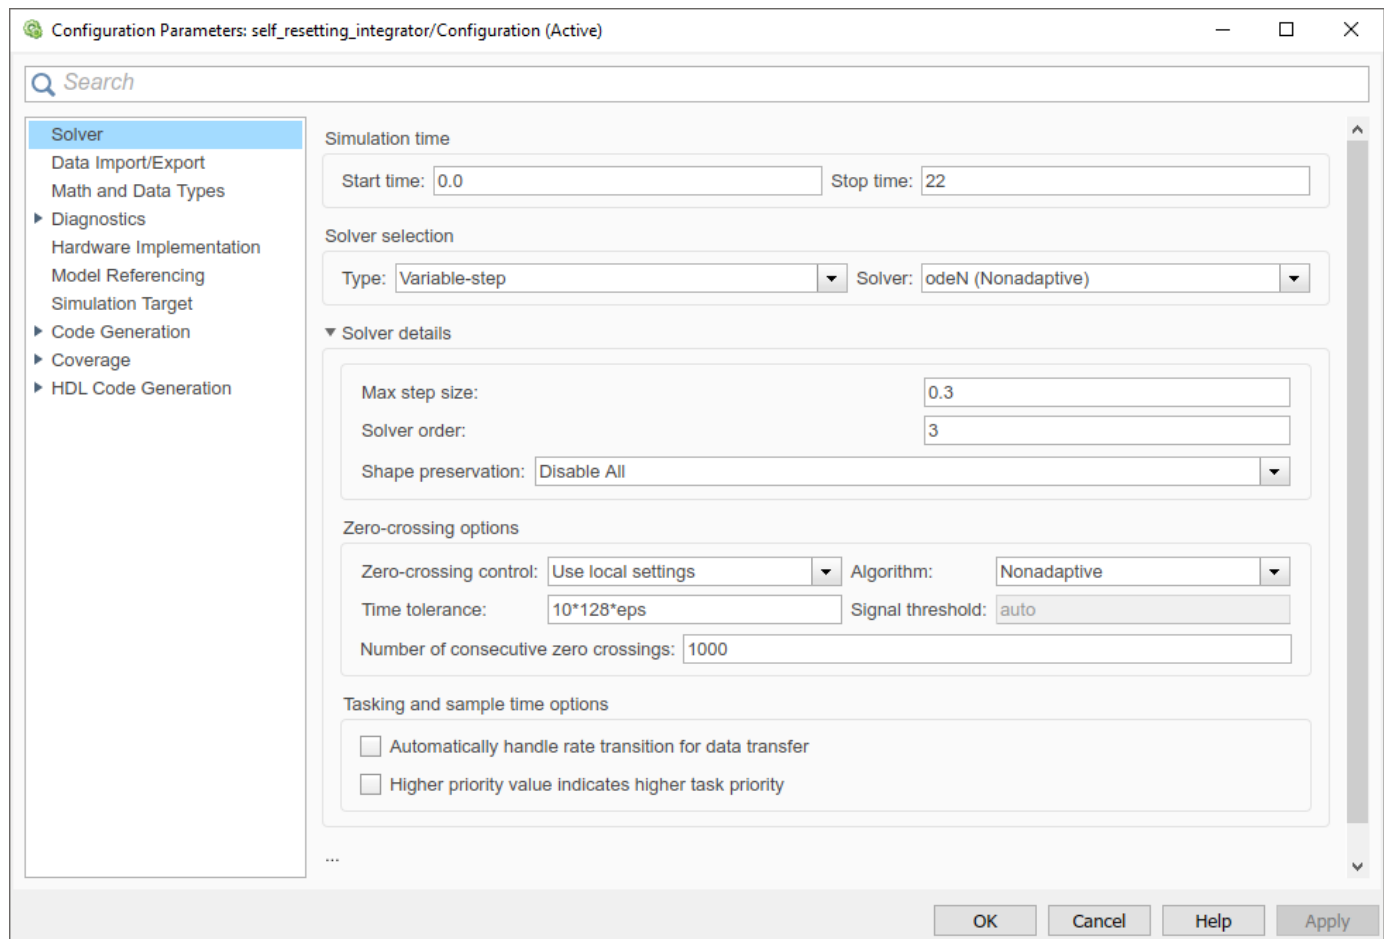 Configuration Parameters: self_resetting_integrator/Configuration (Active)
Search
Solver
Data Import/Export
Math and Data Types
Diagnostics
Hardware Implementation
Model Referencing
Simulation Target
Code Generation
Coverage
HDL Code Generation
Simulation time
Start time: 0.0 Stop time: 22
Solver selection
Type: Variable-step Solver: odeN (Nonadaptive)
Solver details
Max step size: 0.3
Solver order: 3
Shape preservation: Disable All
Zero-crossing options
Zero-crossing control: Use local settings Algorithm: Nonadaptive
Time tolerance: 10*128*eps Signal threshold: auto
Number of consecutive zero crossings: 1000
Tasking and sample time options
Automatically handle rate transition for data transfer
Higher priority value indicates higher task priority
...
OK Cancel Help Apply